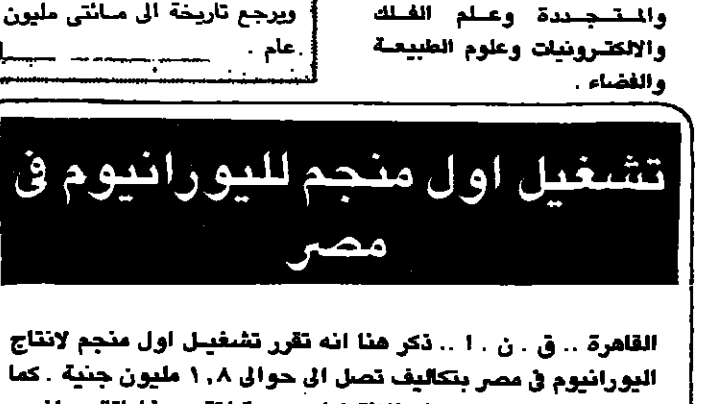 والمتجددة وعلم الفلك
والالكترونيات وعلوم الطبيعة
والفضاء .
ويرجع تاريخة الى مائتى مليون
عام .
تشغيل اول منجم لليورانيوم فى
مصر
القاهرة .. ق . ن . ا .. ذكر هنا انه تقرر تشغيل اول منجم لانتاج
اليورانيوم فى مصر بتكاليف تصل الى حوالى ١,٨ مليون جنية . كما